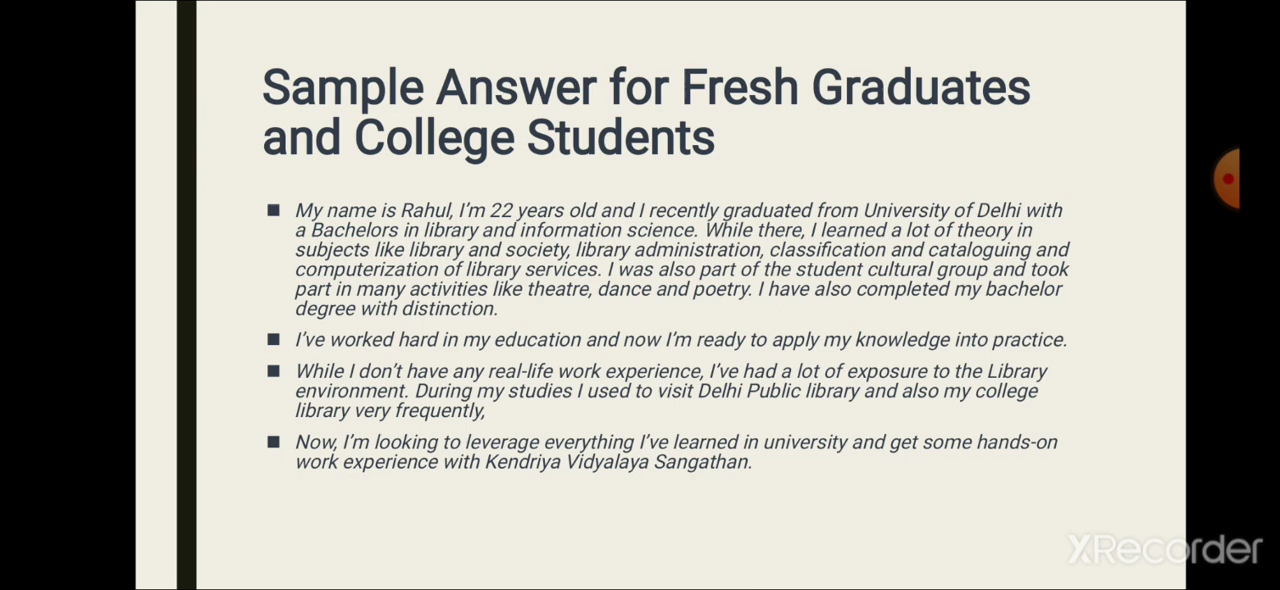 Sample Answer for Fresh Graduates
and College Students
■ My name is Rahul, I'm 22 years old and I recently graduated from University of Delhi with
a Bachelors in library and information science. While there, I learned a lot of theory in
subjects like library and society, library administration, classification and cataloguing and
computerization of library services. I was also part of the student cultural group and took
part in many activities like theatre, dance and poetry. I have also completed my bachelor
degree with distinction.
■ I've worked hard in my education and now I'm ready to apply my knowledge into practice.
■ While I don't have any real-life work experience, I've had a lot of exposure to the Library
environment. During my studies I used to visit Delhi Public library and also my college
library very frequently,
■ Now, I'm looking to leverage everything I've learned in university and get some hands-on
work experience with Kendriya Vidyalaya Sangathan.
XRecorder